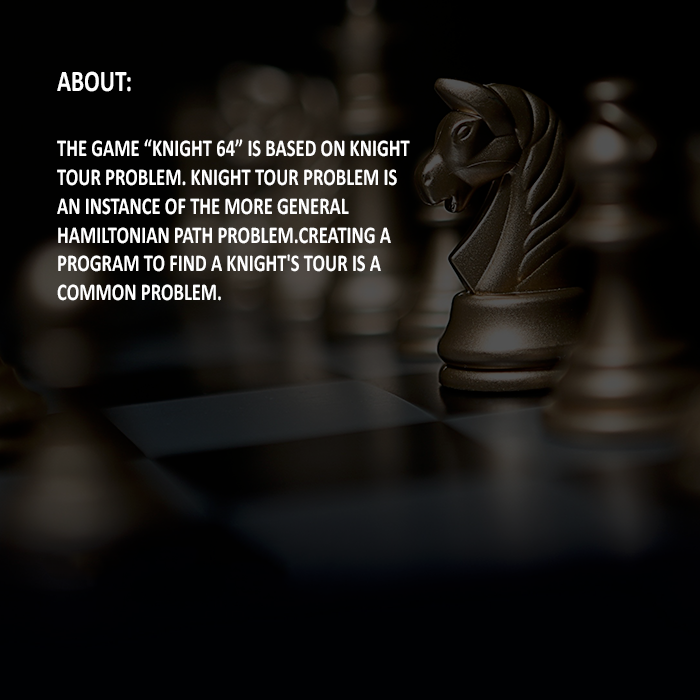 ABOUT:
THE GAME “KNIGHT 64” IS BASED ON KNIGHT
TOUR PROBLEM. KNIGHT TOUR PROBLEM IS
AN INSTANCE OF THE MORE GENERAL
HAMILTONIAN PATH PROBLEM.CREATING A
PROGRAM TO FIND A KNIGHT'S TOUR IS A
COMMON PROBLEM.